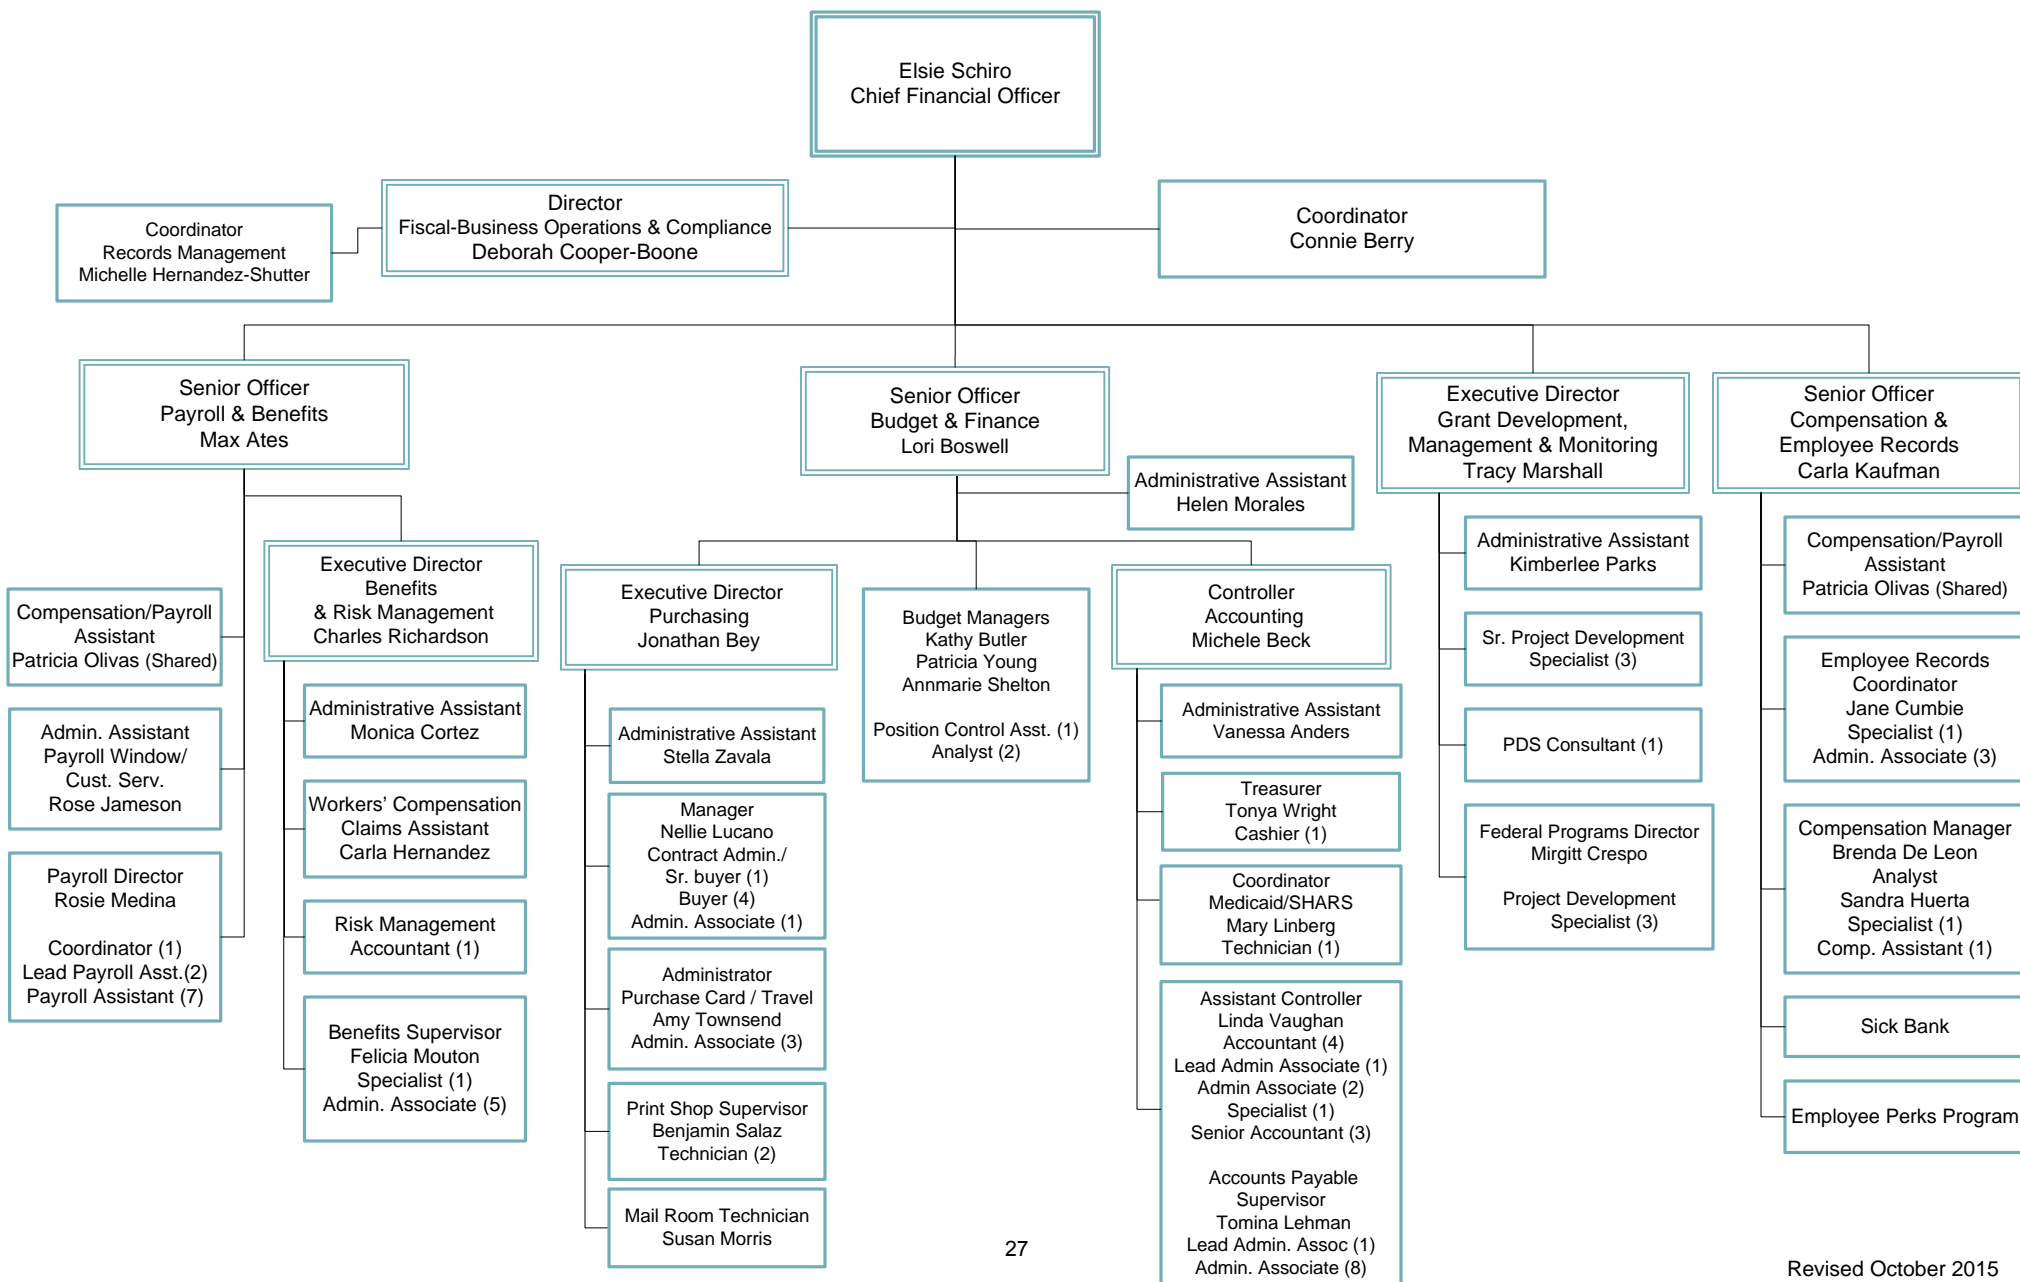 Elsie Schiro
Chief Financial Officer
Coordinator
Records Management
Michelle Hernandez-Shutter
Director
Fiscal-Business Operations & Compliance
Deborah Cooper-Boone
Coordinator
Connie Berry
Senior Officer
Payroll & Benefits
Max Ates
Senior Officer
Budget & Finance
Lori Boswell
Executive Director
Grant Development,
Management & Monitoring
Tracy Marshall
Senior Officer
Compensation &
Employee Records
Carla Kaufman
Administrative Assistant
Helen Morales
Compensation/Payroll
Assistant
Patricia Olivas (Shared)
Admin. Assistant
Payroll Window/
Cust. Serv.
Rose Jameson
Payroll Director
Rosie Medina
Coordinator (1)
Lead Payroll Asst.(2)
Payroll Assistant (7)
Executive Director
Benefits
& Risk Management
Charles Richardson
Administrative Assistant
Monica Cortez
Workers’ Compensation
Claims Assistant
Carla Hernandez
Risk Management
Accountant (1)
Benefits Supervisor
Felicia Mouton
Specialist (1)
Admin. Associate (5)
Executive Director
Purchasing
Jonathan Bey
Administrative Assistant
Stella Zavala
Manager
Nellie Lucano
Contract Admin./
Sr. buyer (1)
Buyer (4)
Admin. Associate (1)
Administrator
Purchase Card / Travel
Amy Townsend
Admin. Associate (3)
Print Shop Supervisor
Benjamin Salaz
Technician (2)
Mail Room Technician
Susan Morris
Budget Managers
Kathy Butler
Patricia Young
Annmarie Shelton
Position Control Asst. (1)
Analyst (2)
Controller
Accounting
Michele Beck
Administrative Assistant
Vanessa Anders
Treasurer
Tonya Wright
Cashier (1)
Coordinator
Medicaid/SHARS
Mary Linberg
Technician (1)
Assistant Controller
Linda Vaughan
Accountant (4)
Lead Admin Associate (1)
Admin Associate (2)
Specialist (1)
Senior Accountant (3)
Accounts Payable
Supervisor
Tomina Lehman
Lead Admin. Assoc (1)
Admin. Associate (8)
Administrative Assistant
Kimberlee Parks
Sr. Project Development
Specialist (3)
PDS Consultant (1)
Federal Programs Director
Mirgitt Crespo
Project Development
Specialist (3)
Compensation/Payroll
Assistant
Patricia Olivas (Shared)
Employee Records
Coordinator
Jane Cumbie
Specialist (1)
Admin. Associate (3)
Compensation Manager
Brenda De Leon
Analyst
Sandra Huerta
Specialist (1)
Comp. Assistant (1)
Sick Bank
Employee Perks Program
27
Revised October 2015